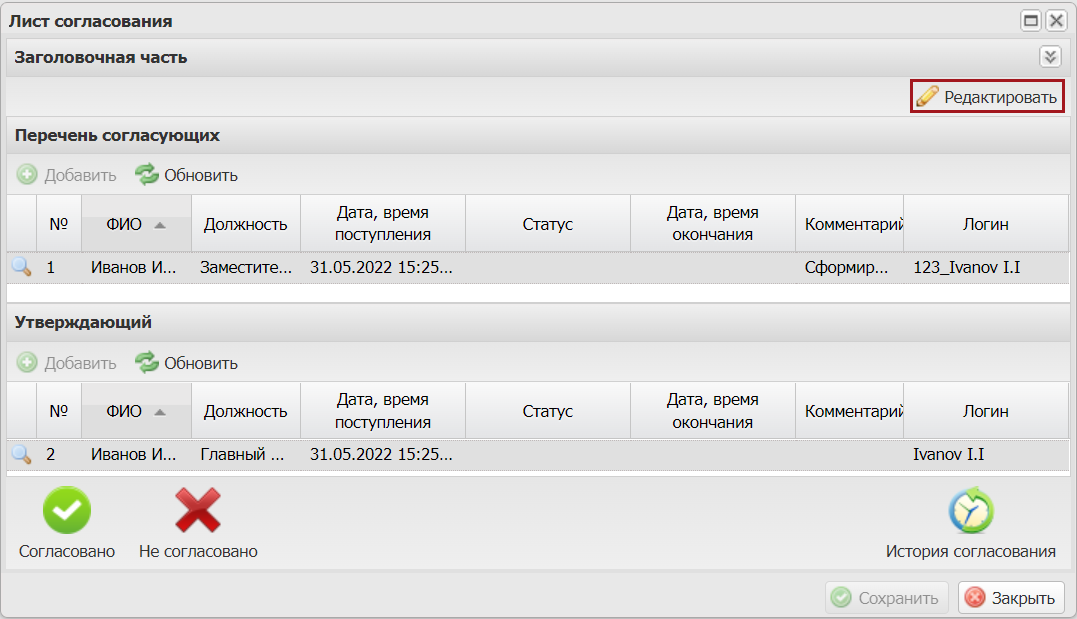 Лист согласования
Заголовочная часть
Редактировать
Перечень согласующих
Добавить Обновить
№ ФИО Должность Дата, время поступления Статус Дата, время окончания Комментарий Логин
1 Иванов И... Заместите... 31.05.2022 15:25... Сформир... 123_Ivanov I.I
Утверждающий
Добавить Обновить
№ ФИО Должность Дата, время поступления Статус Дата, время окончания Комментарий Логин
2 Иванов И... Главный ... 31.05.2022 15:25... Ivanov I.I
Согласовано Не согласовано История согласования
Сохранить Закрыть